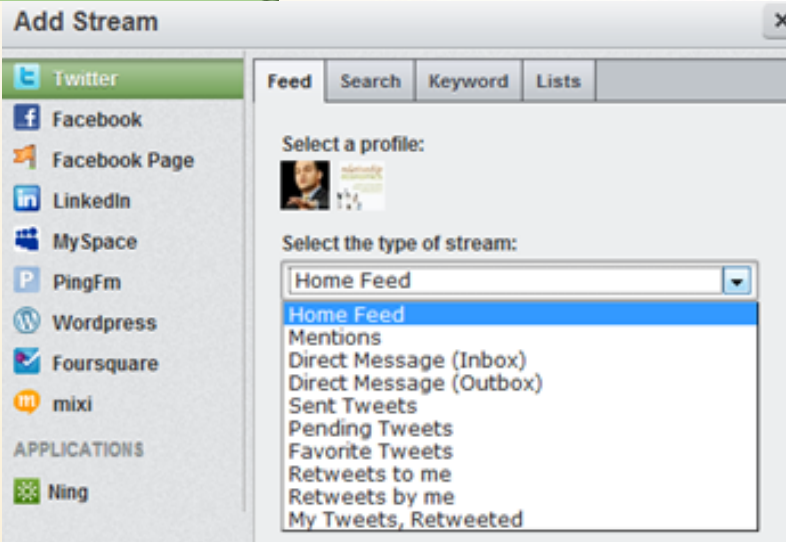 Add Stream
Twitter
Facebook
Facebook Page
LinkedIn
MySpace
PingFm
Wordpress
Foursquare
mixi
APPLICATIONS
Ning
Feed Search Keyword Lists
Select a profile:
relationship
economics
Select the type of stream:
Home Feed
Home Feed
Mentions
Direct Message (Inbox)
Direct Message (Outbox)
Sent Tweets
Pending Tweets
Favorite Tweets
Retweets to me
Retweets by me
My Tweets, Retweeted